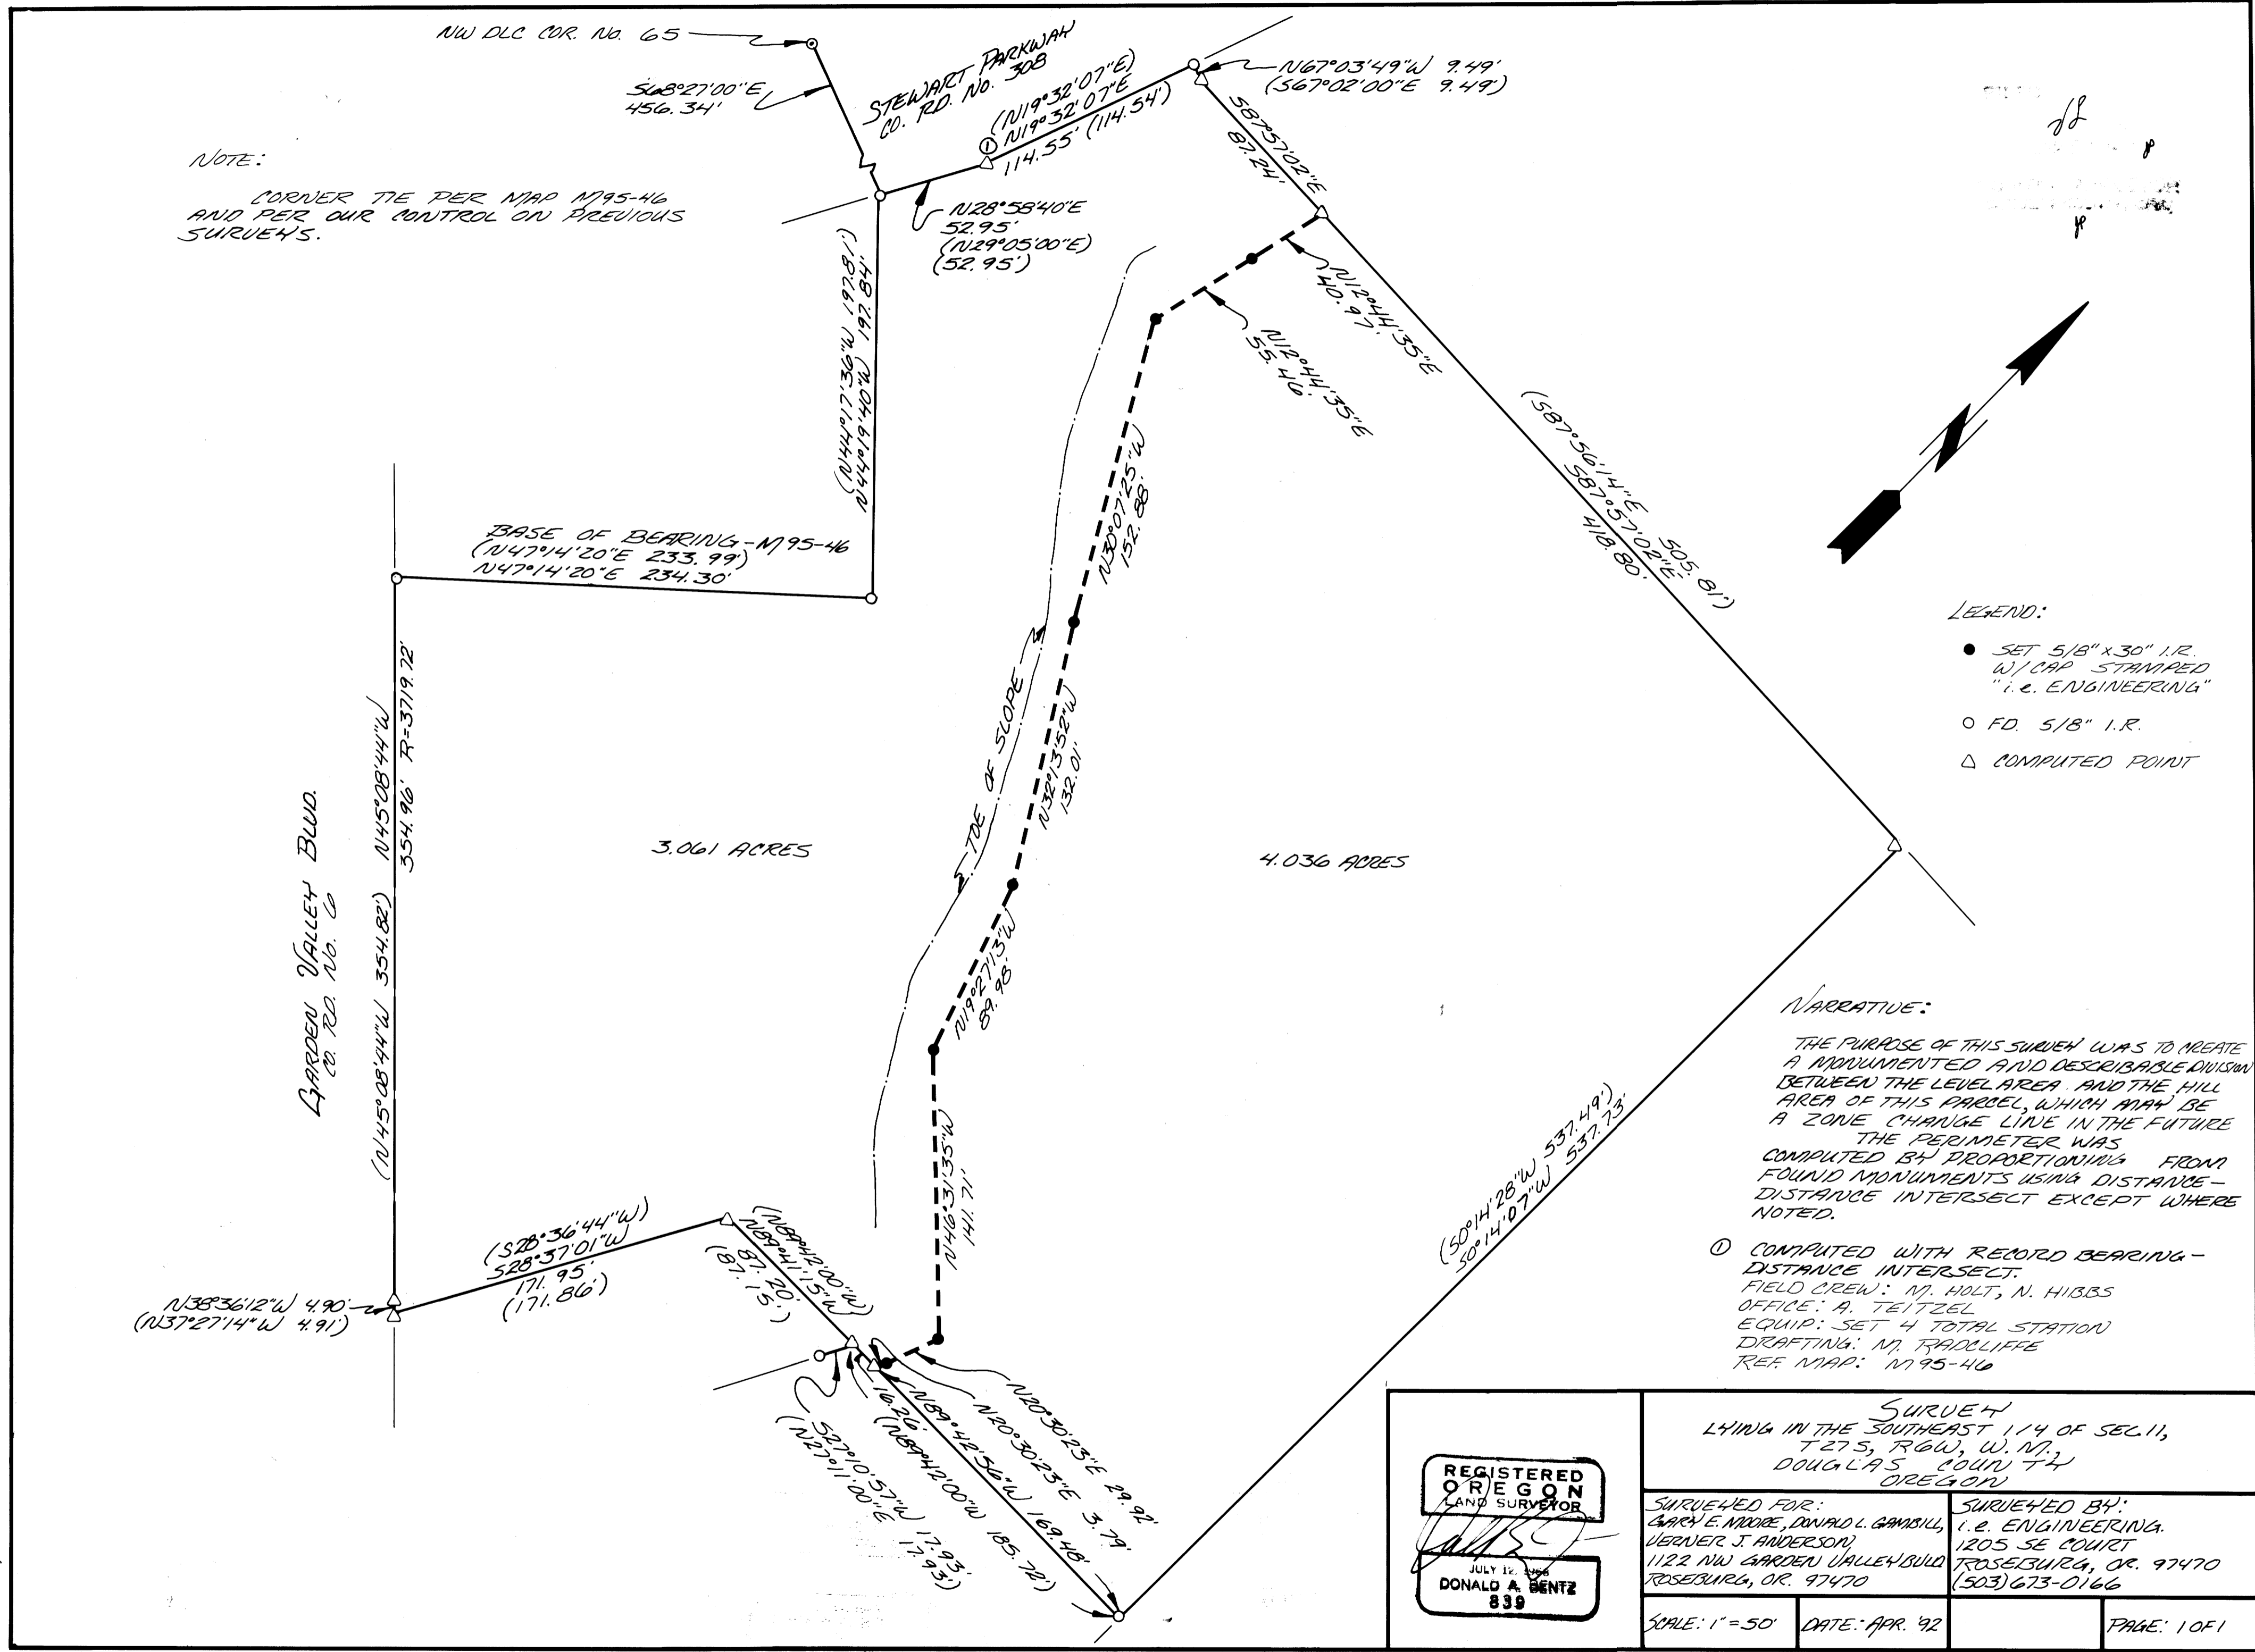 NW DLC COR. NO. 65
S68°27'00"E
456.34'
STEWART PARKWAY
CO. RD. NO. 308
(N19°32'07"E)
N19°32'07"E
114.55' (114.54')
①
N67°03'49"W 9.49'
(S67°02'00"E 9.49')
S87°57'02"E
87.24'
NOTE:
CORNER TIE PER MAP M95-46
AND PER OUR CONTROL ON PREVIOUS
SURVEYS.
N28°58'40"E
52.95'
(N29°05'00"E)
(52.95')
(N44°17'36"W 197.81')
N44°19'40"W 197.84'
N12°44'35"E
40.97'
N12°44'35"E
55.46'
N30°07'25"W
152.88'
(S87°56'14"E 505.81')
S87°57'02"E
418.80'
BASE OF BEARING-M95-46
(N47°14'20"E 233.99')
N47°14'20"E 234.30'
LEGEND:
SET 5/8" x 30" I.R.
W/ CAP STAMPED
"i.e. ENGINEERING"
FD. 5/8" I.R.
COMPUTED POINT
TOE OF SLOPE
N32°13'52"W
132.01'
GARDEN VALLEY BLVD.
CO. RD. NO. 6
(N45°08'44"W 354.82') N45°08'44"W
354.96' R=3719.72'
3.061 ACRES
4.036 ACRES
N19°27'13"W
89.98'
N46°31'35"W
141.71'
(S0°14'28"W 537.49')
S0°14'07"W 537.73'
NARRATIVE:
THE PURPOSE OF THIS SURVEY WAS TO CREATE
A MONUMENTED AND DESCRIBABLE DIVISION
BETWEEN THE LEVEL AREA AND THE HILL
AREA OF THIS PARCEL, WHICH MAY BE
A ZONE CHANGE LINE IN THE FUTURE
THE PERIMETER WAS
COMPUTED BY PROPORTIONING FROM
FOUND MONUMENTS USING DISTANCE-
DISTANCE INTERSECT EXCEPT WHERE
NOTED.
① COMPUTED WITH RECORD BEARING-
DISTANCE INTERSECT.
FIELD CREW: M. HOLT, N. HIBBS
OFFICE: A. TEITZEL
EQUIP: SET 4 TOTAL STATION
DRAFTING: M. RADCLIFFE
REF. MAP: M95-46
(S28°36'44"W)
S28°37'01"W
171.95'
(171.86')
(N89°42'00"W)
N89°41'15"W
87.20'
(87.15')
N38°36'12"W 4.90'
(N37°27'14"W 4.91')
S27°10'57"W 17.93'
(N27°11'00"E 17.93')
16.26'
(N89°42'00"W 185.72')
N89°42'56"W 169.48'
N20°30'23"E 3.79'
N20°30'23"E 29.92'
REGISTERED
OREGON
LAND SURVEYOR
JULY 12,
DONALD A. BENTZ
839
SURVEY
LYING IN THE SOUTHEAST 1/4 OF SEC.11,
T27S, R6W, W.M.,
DOUGLAS COUNTY
OREGON
SURVEYED FOR:
GARY E. MOORE, DONALD L. GAMBILL,
VERNER J. ANDERSON,
1122 NW GARDEN VALLEY BULD
ROSEBURG, OR. 97470
SURVEYED BY:
i.e. ENGINEERING.
1205 SE COURT
ROSEBURG, OR. 97470
(503)673-0166
SCALE: 1"=50'
DATE: APR. '92
PAGE: 1 OF 1